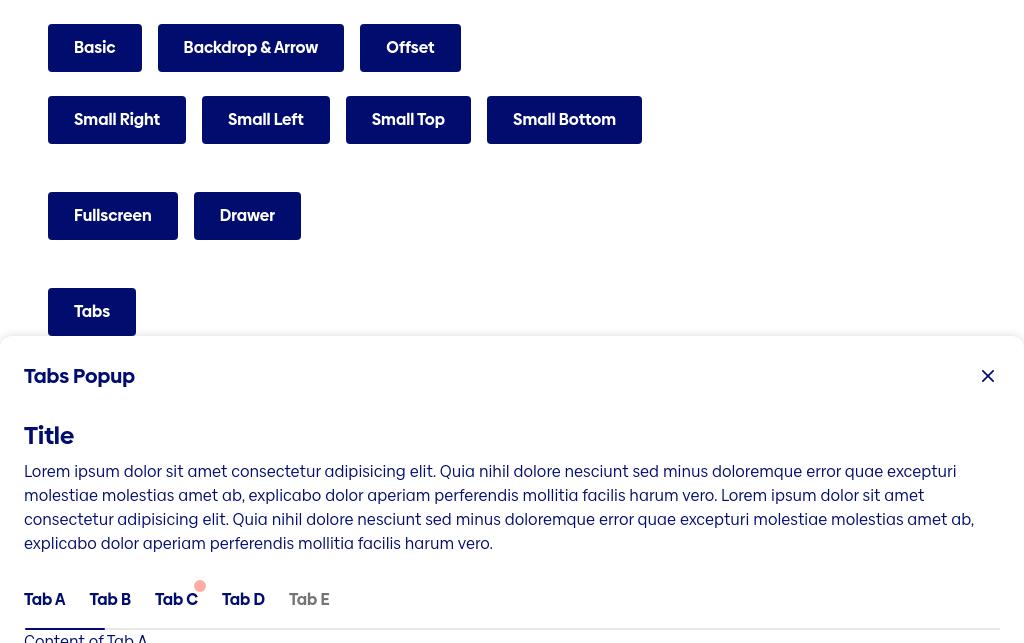 Basic
Backdrop & Arrow
Offset
Small Right
Small Left
Small Top
Small Bottom
Fullscreen
Drawer
Tabs
Tabs Popup
Title
Lorem ipsum dolor sit amet consectetur adipisicing elit. Quia nihil dolore nesciunt sed minus doloremque error quae excepturi
molestiae molestias amet ab, explicabo dolor aperiam perferendis mollitia facilis harum vero. Lorem ipsum dolor sit amet
consectetur adipisicing elit. Quia nihil dolore nesciunt sed minus doloremque error quae excepturi molestiae molestias amet ab,
explicabo dolor aperiam perferendis mollitia facilis harum vero.
Tab A
Tab B
Tab C
Tab D
Tab E
Content of Tab A